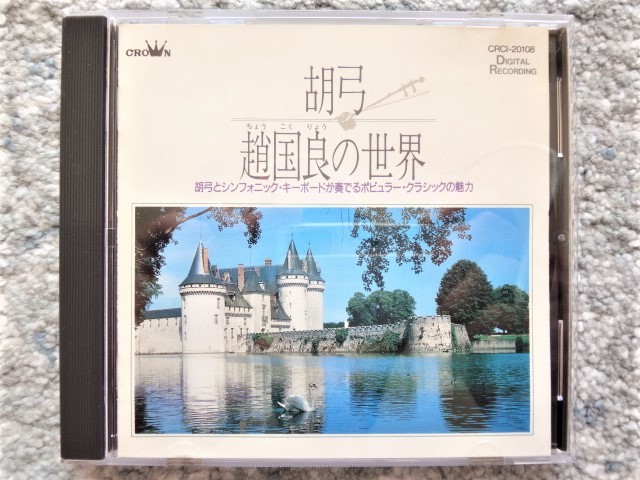 CROWN
CRCI-20108
DIGITAL
RECORDING
胡弓
ちょう こく りょう
趙国良の世界
胡弓とシンフォニック・キーボードが奏でるポピュラー・クラシックの魅力